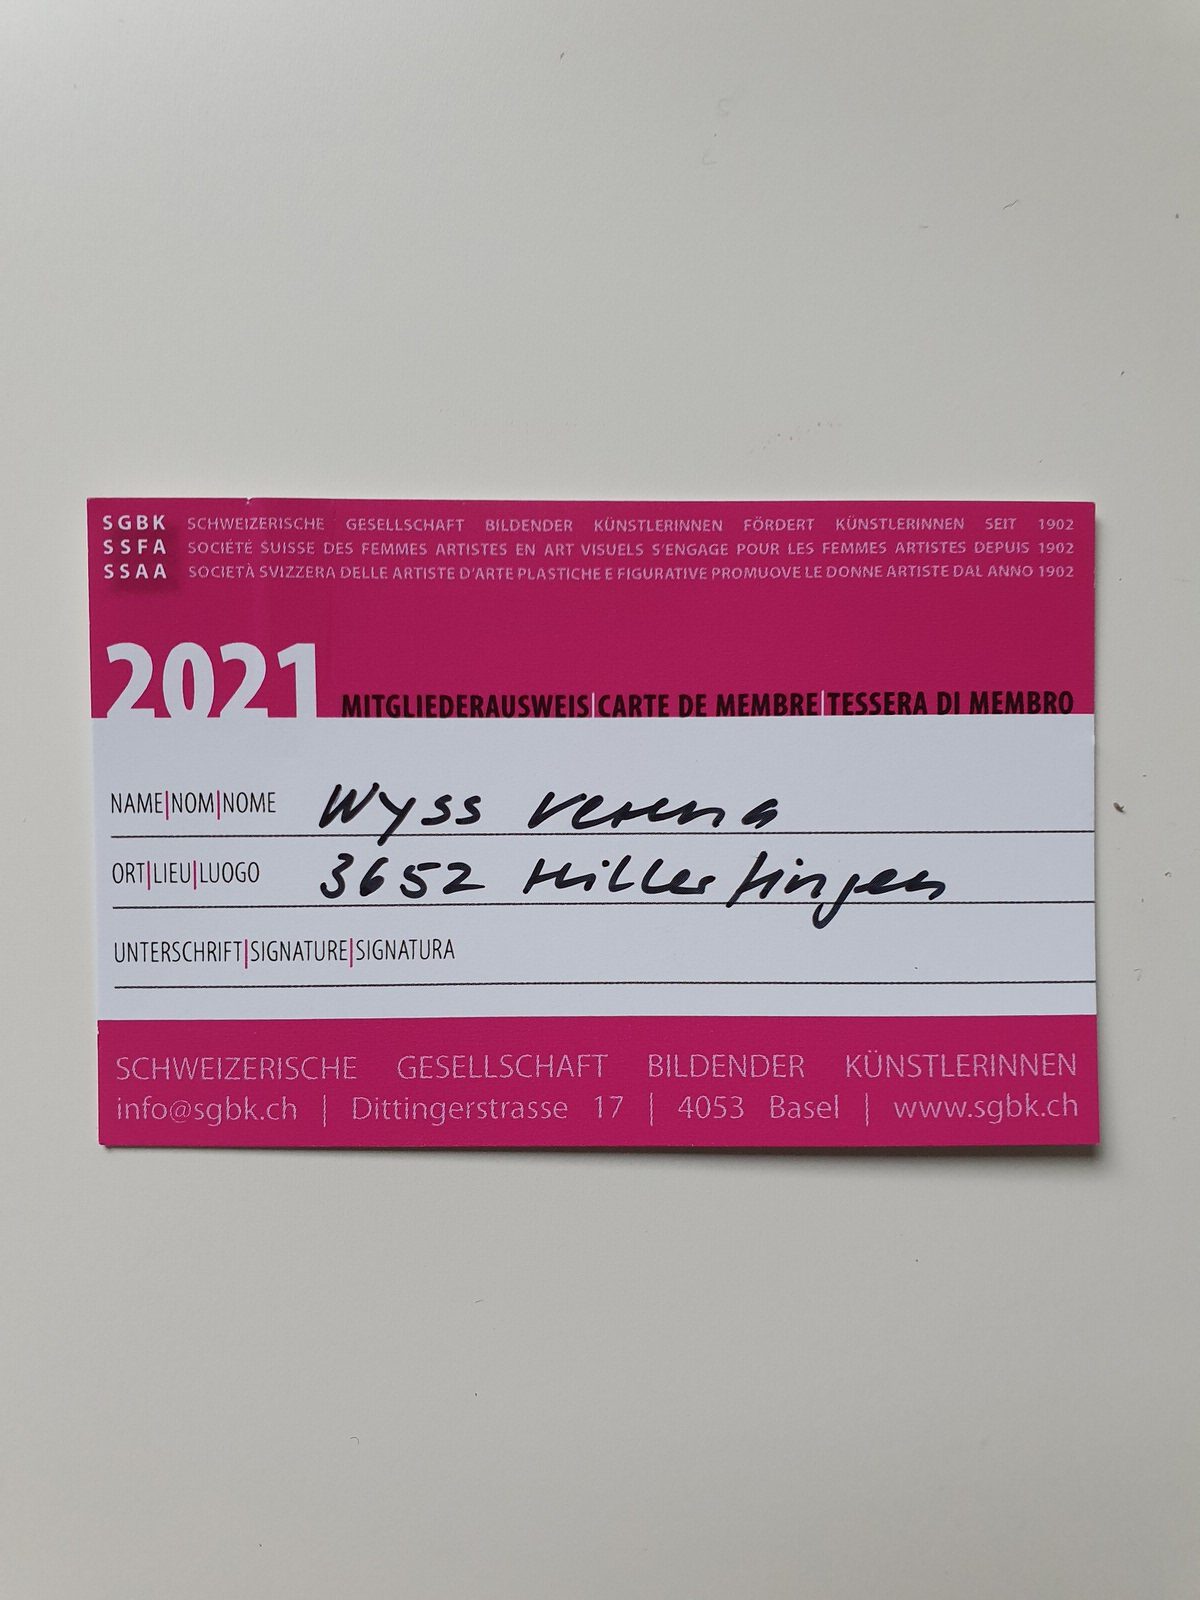 SGBK SCHWEIZERISCHE GESELLSCHAFT BILDENDER KÜNSTLERINNEN FÖRDERT KÜNSTLERINNEN SEIT 1902
SSFA SOCIÉTÉ SUISSE DES FEMMES ARTISTES EN ART VISUELS S'ENGAGE POUR LES FEMMES ARTISTES DEPUIS 1902
SSAA SOCIETÀ SVIZZERA DELLE ARTISTE D'ARTE PLASTICHE E FIGURATIVE PROMUOVE LE DONNE ARTISTE DAL ANNO 1902
2021 MITGLIEDERAUSWEIS|CARTE DE MEMBRE|TESSERA DI MEMBRO
NAME|NOM|NOME Wyss Verena
ORT|LIEU|LUOGO 3652 Hilterfingen
UNTERSCHRIFT|SIGNATURE|SIGNATURA
SCHWEIZERISCHE GESELLSCHAFT BILDENDER KÜNSTLERINNEN
info@sgbk.ch | Dittingerstrasse 17 | 4053 Basel | www.sgbk.ch